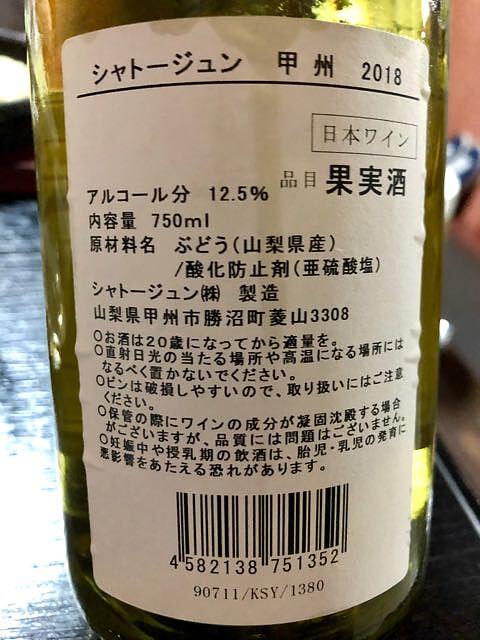 シャトージュン 甲州 2018
日本ワイン
品目 果実酒
アルコール分 12.5%
内容量 750ml
原材料名 ぶどう(山梨県産)
/酸化防止剤(亜硫酸塩)
シャトージュン㈱ 製造
山梨県甲州市勝沼町菱山3308
○お酒は20歳になってから適量を。
○直射日光の当たる場所や高温になる場所には
なるべく置かないでください。
○ビンは破損しやすいので、取り扱いにはご注意
ください。
○保管の際にワインの成分が凝固沈殿する場合
がございますが、品質には問題はございません。
○妊娠中や授乳期の飲酒は、胎児・乳児の発育に
悪影響をあたえる恐れがあります。
4 582138 751352
90711/KSY/1380